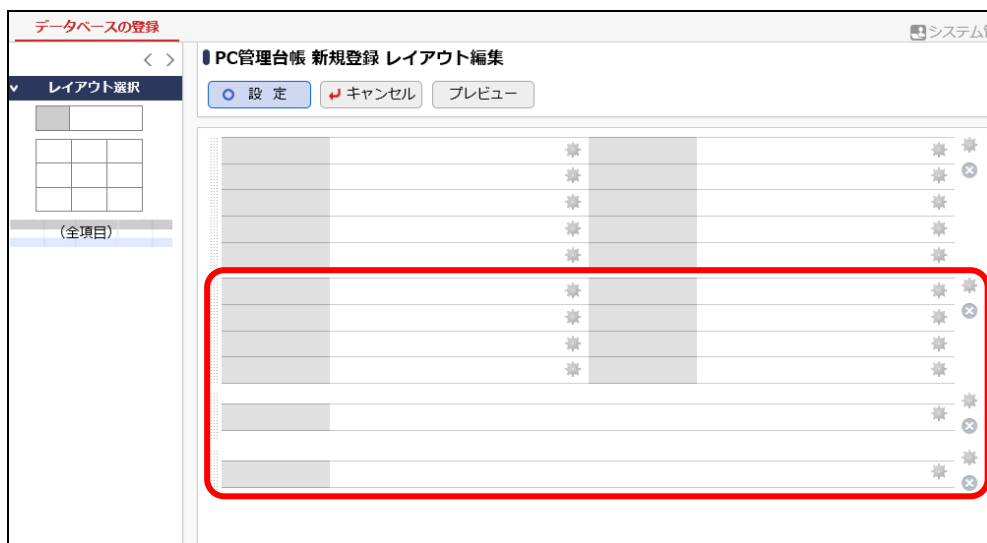 データベースの登録
システム管
PC管理台帳 新規登録 レイアウト編集
レイアウト選択
設 定
キャンセル
プレビュー
(全項目)